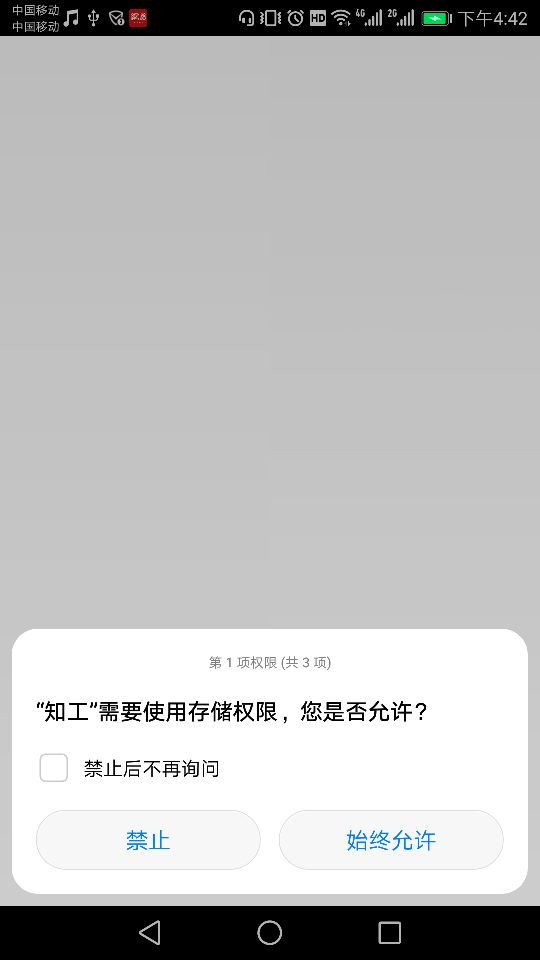 中国移动
中国移动
HD 4G 2G 下午4:42
第 1 项权限 (共 3 项)
“知工”需要使用存储权限，您是否允许？
禁止后不再询问
禁止
始终允许